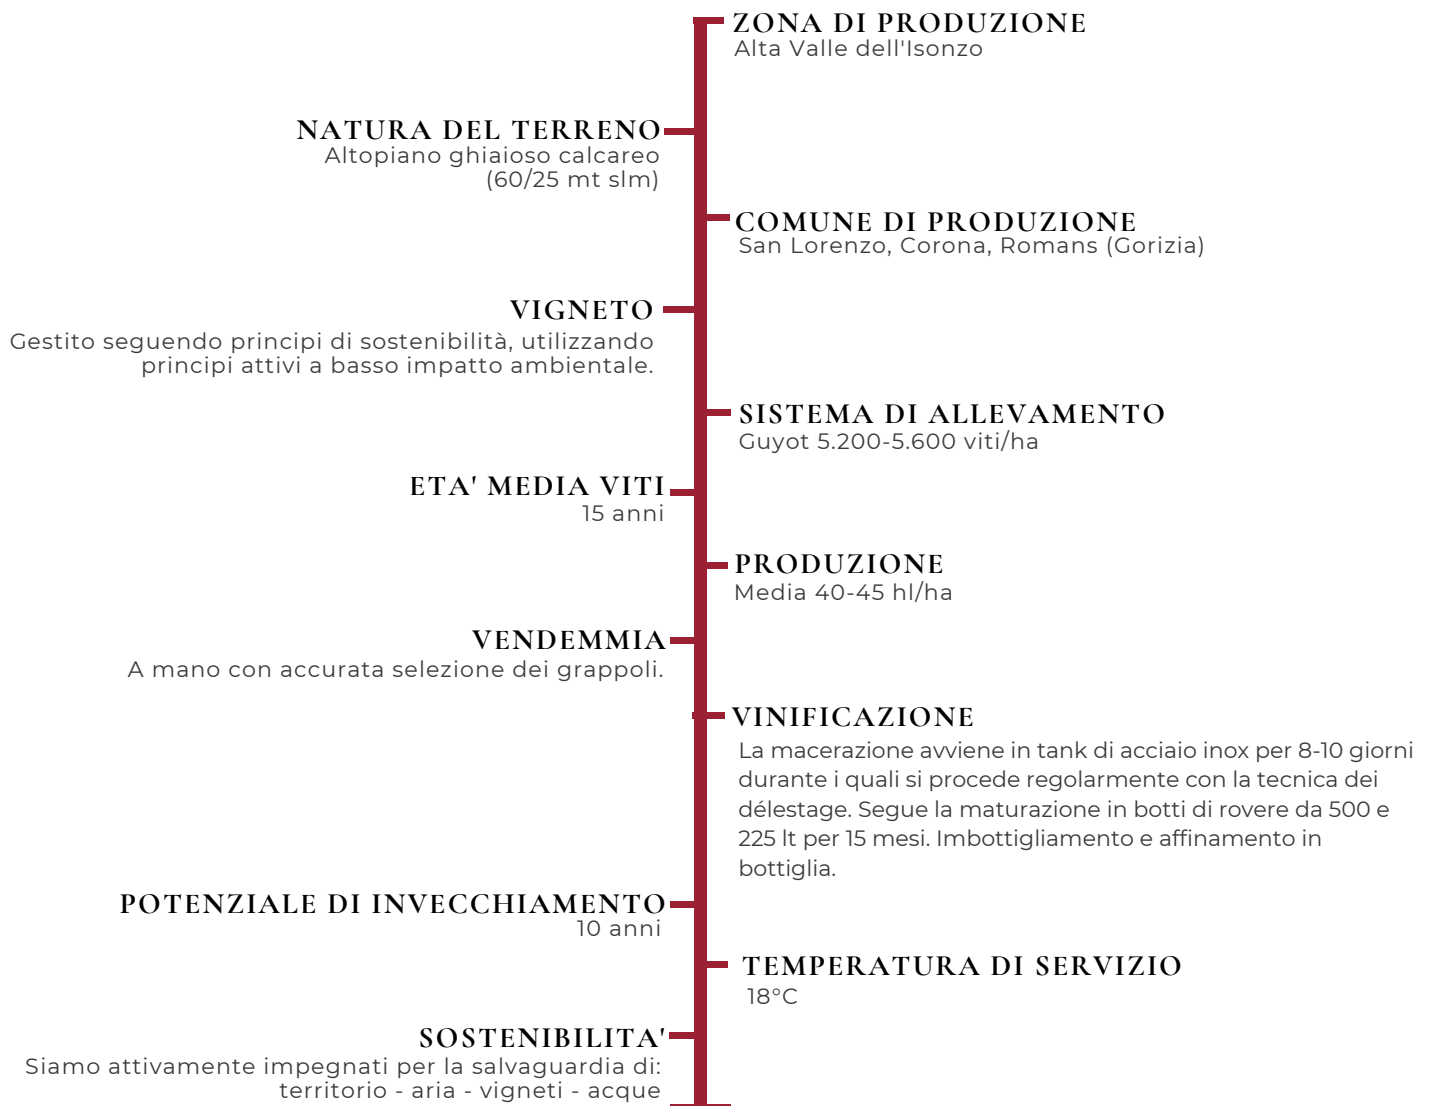 ZONA DI PRODUZIONE
Alta Valle dell'Isonzo
NATURA DEL TERRENO
Altopiano ghiaioso calcareo
(60/25 mt slm)
COMUNE DI PRODUZIONE
San Lorenzo, Corona, Romans (Gorizia)
VIGNETO
Gestito seguendo principi di sostenibilità, utilizzando
principi attivi a basso impatto ambientale.
SISTEMA DI ALLEVAMENTO
Guyot 5.200-5.600 viti/ha
ETA' MEDIA VITI
15 anni
PRODUZIONE
Media 40-45 hl/ha
VENDEMMIA
A mano con accurata selezione dei grappoli.
VINIFICAZIONE
La macerazione avviene in tank di acciaio inox per 8-10 giorni
durante i quali si procede regolarmente con la tecnica dei
délestage. Segue la maturazione in botti di rovere da 500 e
225 lt per 15 mesi. Imbottigliamento e affinamento in
bottiglia.
POTENZIALE DI INVECCHIAMENTO
10 anni
TEMPERATURA DI SERVIZIO
18°C
SOSTENIBILITA'
Siamo attivamente impegnati per la salvaguardia di:
territorio - aria - vigneti - acque